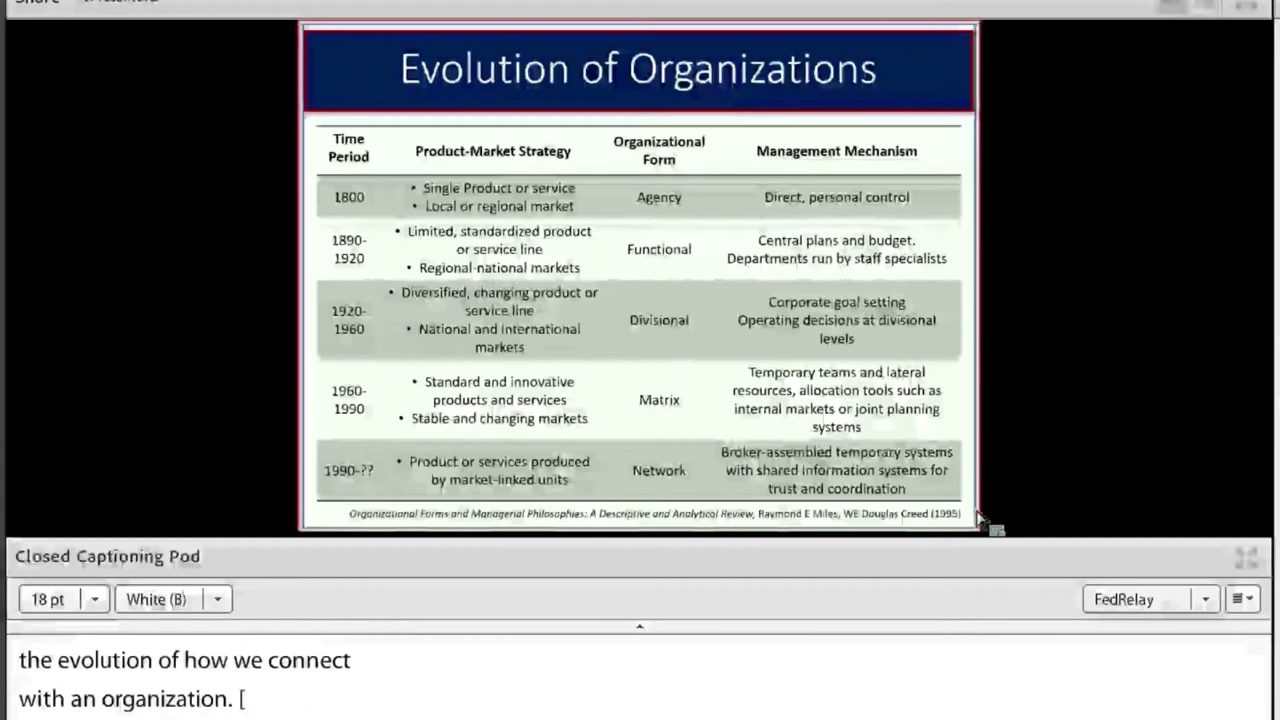 Evolution of Organizations
Time
Period
Product-Market Strategy
Organizational
Form
Management Mechanism
1800
• Single Product or service
• Local or regional market
Agency
Direct, personal control
1890-
1920
• Limited, standardized product
or service line
• Regional-national markets
Functional
Central plans and budget.
Departments run by staff specialists
1920-
1960
• Diversified, changing product or
service line
• National and International
markets
Divisional
Corporate goal setting
Operating decisions at divisional
levels
1960-
1990
• Standard and innovative
products and services
• Stable and changing markets
Matrix
Temporary teams and lateral
resources, allocation tools such as
internal markets or joint planning
systems
1990-??
• Product or services produced
by market-linked units
Network
Broker-assembled temporary systems
with shared information systems for
trust and coordination
Organizational Forms and Managerial Philosophies: A Descriptive and Analytical Review, Raymond E Miles, WE Douglas Creed (1995)
Closed Captioning Pod
18 pt
White (B)
FedRelay
the evolution of how we connect
with an organization. [